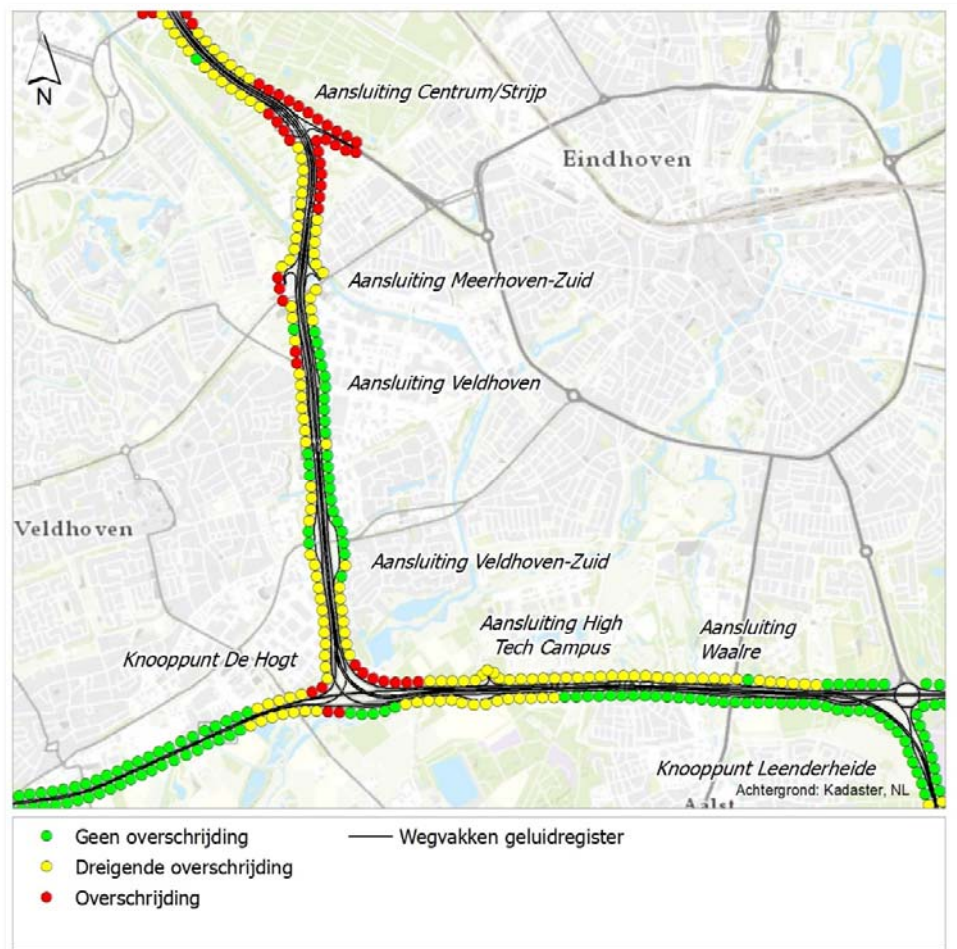 N
Aansluiting Centrum/Strijp
Eindhoven
Aansluiting Meerhoven-Zuid
Aansluiting Veldhoven
Veldhoven
Aansluiting Veldhoven-Zuid
Aansluiting High
Tech Campus
Aansluiting
Waalre
Knooppunt De Hogt
Knooppunt Leenderheide
Achtergrond: Kadaster, NL
Aalst
Geen overschrijding
Wegvakken geluidregister
Dreigende overschrijding
Overschrijding